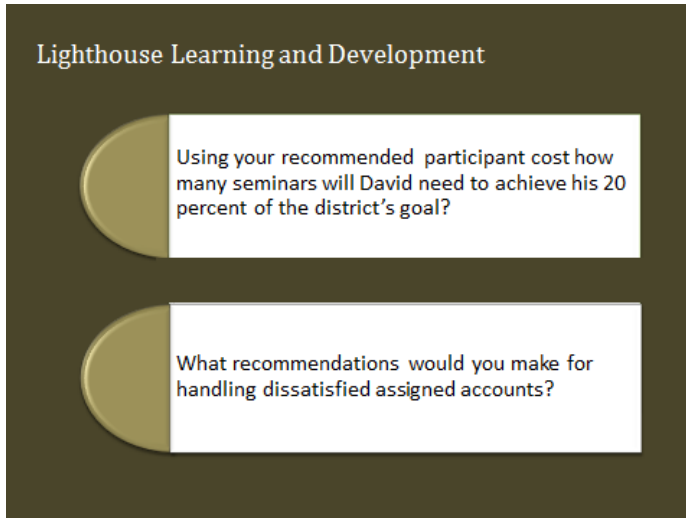 Lighthouse Learning and Development
Using your recommended participant cost how
many seminars will David need to achieve his 20
percent of the district’s goal?
What recommendations would you make for
handling dissatisfied assigned accounts?